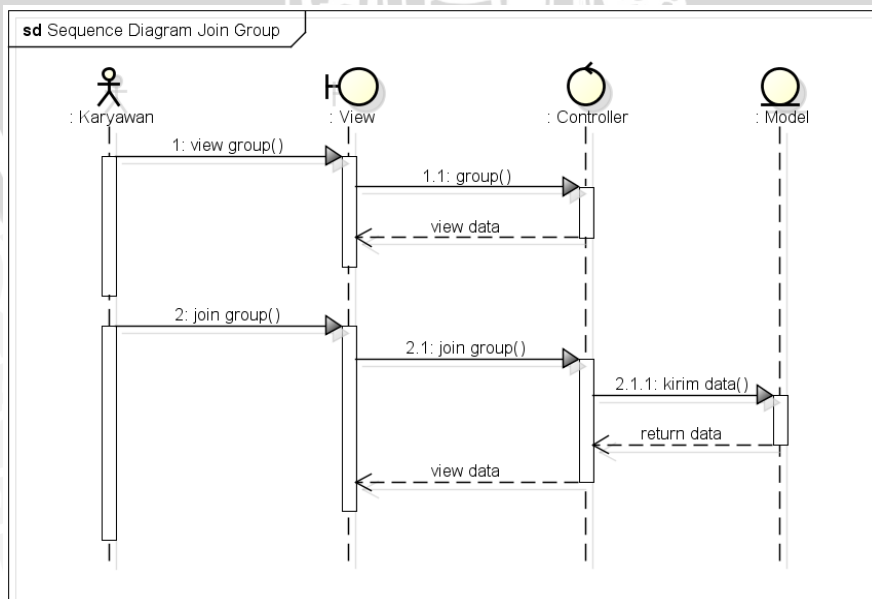 sd Sequence Diagram Join Group
: Karyawan
: View
: Controller
: Model
1: view group()
1.1: group()
view data
2: join group()
2.1: join group()
2.1.1: kirim data()
return data
view data